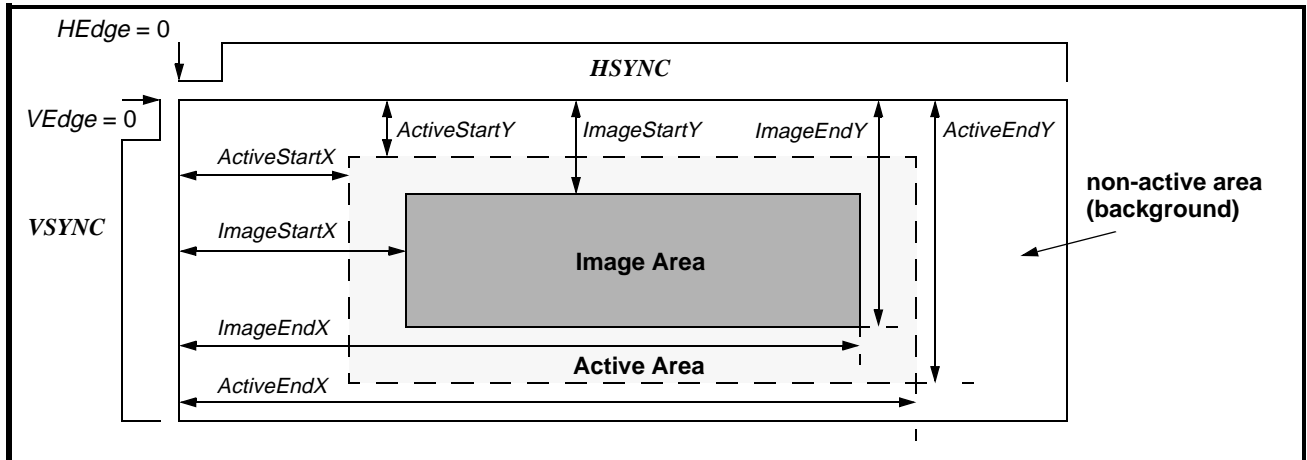 HEdge = 0
HSYNC
VEdge = 0
ActiveStartY
ImageStartY
ImageEndY
ActiveEndY
ActiveStartX
non-active area
(background)
VSYNC
ImageStartX
Image Area
ImageEndX
Active Area
ActiveEndX